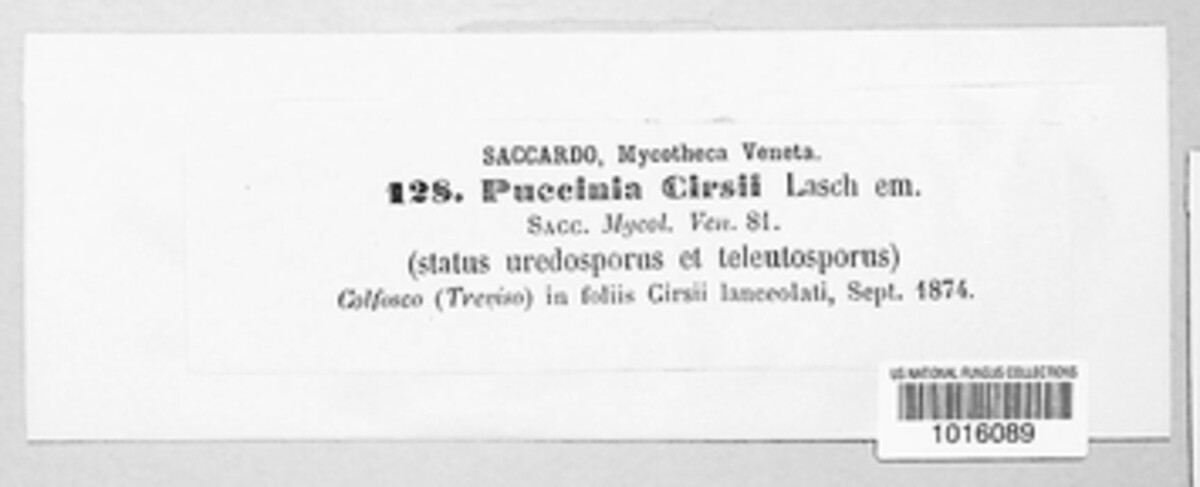 SACCARDO, Mycotheca Veneta.
128. Puccinia Cirsii Lasch em.
SACC. Mycol. Ven. 81.
(status uredosporus et teleutosporus)
Colfosco (Treviso) in foliis Cirsii lanceolati, Sept. 1874.
US NATIONAL FUNGUS COLLECTIONS
1016089